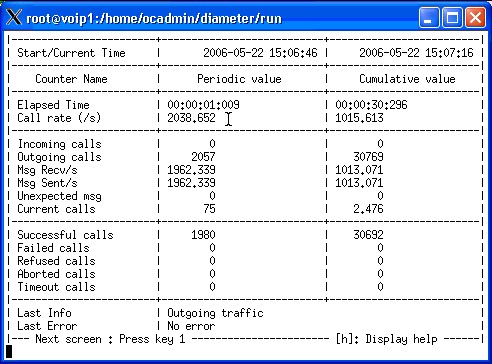 root@voip1:/home/ocadmin/diameter/run
Start/Current Time | 2006-05-22 15:06:46 | 2006-05-22 15:07:16
Counter Name | Periodic value | Cumulative value
Elapsed Time | 00:00:01:009 | 00:00:30:296
Call rate (/s) | 2038.652 | 1015.613
Incoming calls | 0 | 0
Outgoing calls | 2057 | 30769
Msg Recv/s | 1962.339 | 1013.071
Msg Sent/s | 1962.339 | 1013.071
Unexpected msg | 0 | 0
Current calls | 75 | 2.476
Successful calls | 1980 | 30692
Failed calls | 0 | 0
Refused calls | 0 | 0
Aborted calls | 0 | 0
Timeout calls | 0 | 0
Last Info | Outgoing traffic
Last Error | No error
|--- Next screen : Press key 1 --------------------- [h]: Display help -----|